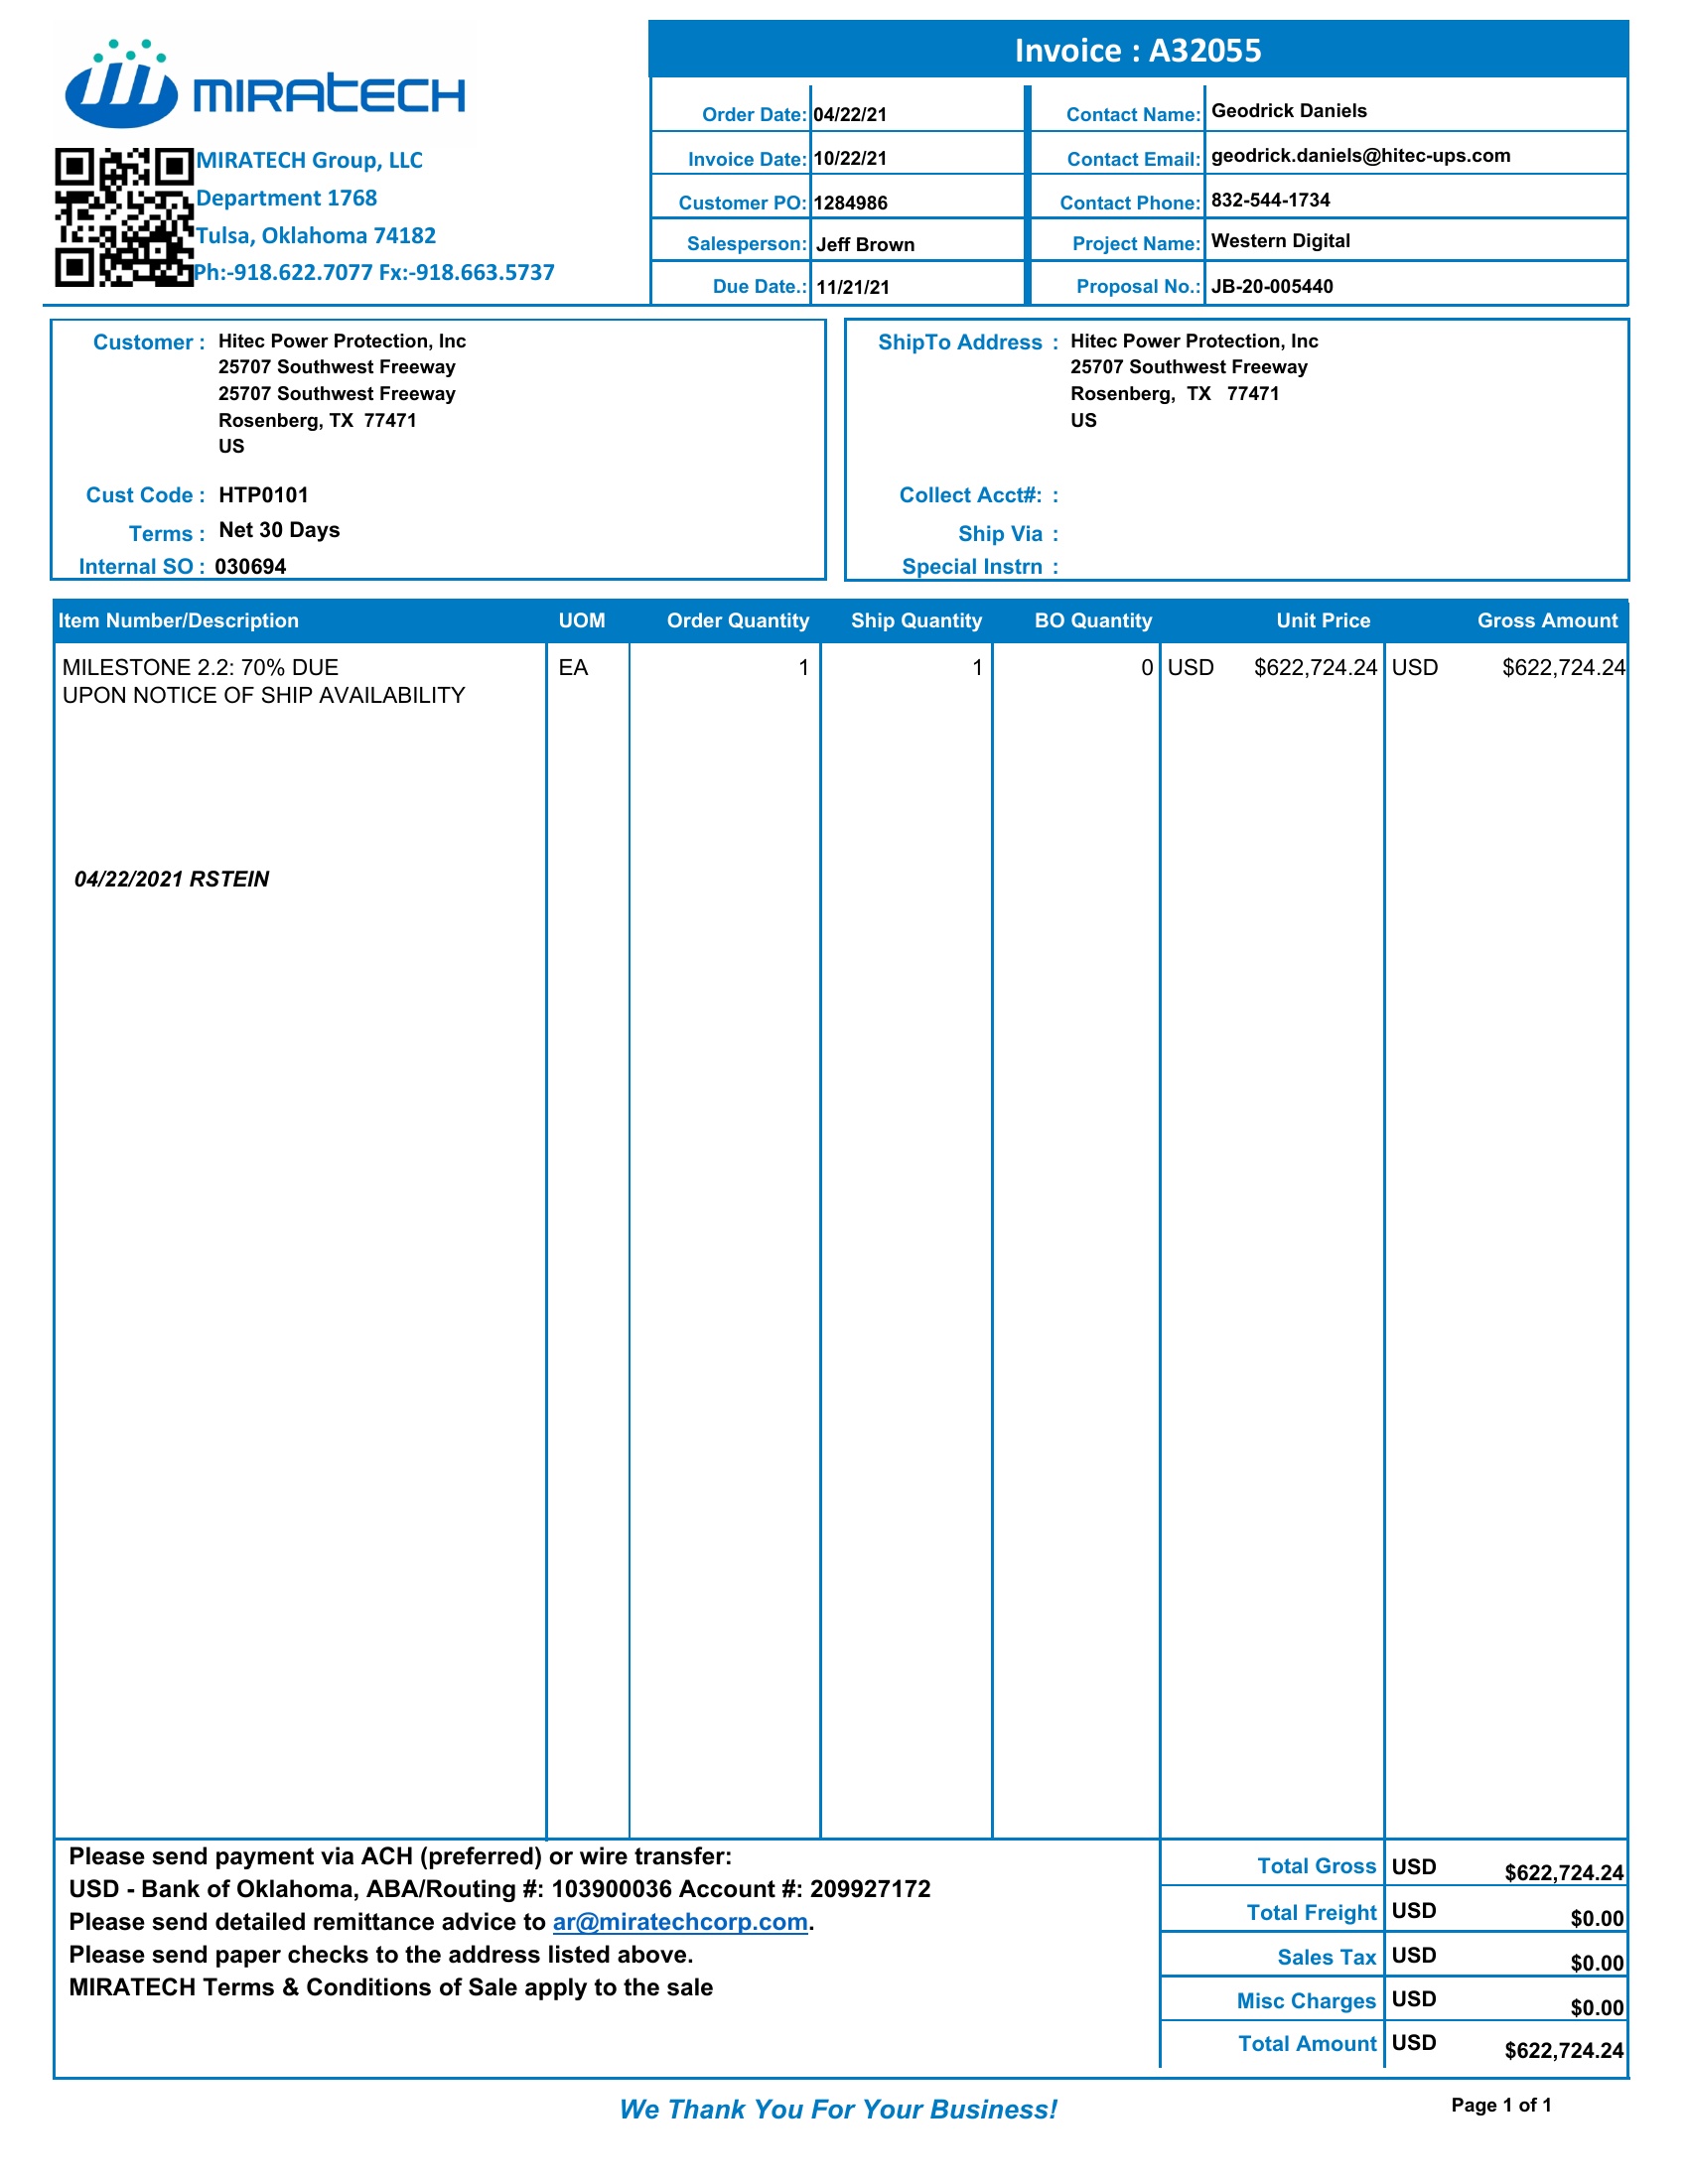 MIRATECH
MIRATECH Group, LLC
Department 1768
Tulsa, Oklahoma 74182
Ph:-918.622.7077 Fx:-918.663.5737
Invoice : A32055
Order Date: 04/22/21
Invoice Date: 10/22/21
Customer PO: 1284986
Salesperson: Jeff Brown
Due Date.: 11/21/21
Contact Name: Geodrick Daniels
Contact Email: geodrick.daniels@hitec-ups.com
Contact Phone: 832-544-1734
Project Name: Western Digital
Proposal No.: JB-20-005440
Customer : Hitec Power Protection, Inc
25707 Southwest Freeway
25707 Southwest Freeway
Rosenberg, TX 77471
US
Cust Code : HTP0101
Terms : Net 30 Days
Internal SO : 030694
ShipTo Address : Hitec Power Protection, Inc
25707 Southwest Freeway
Rosenberg, TX 77471
US
Collect Acct#: :
Ship Via :
Special Instrn :
Item Number/Description UOM Order Quantity Ship Quantity BO Quantity Unit Price Gross Amount
MILESTONE 2.2: 70% DUE EA 1 1 0 USD $622,724.24 USD $622,724.24
UPON NOTICE OF SHIP AVAILABILITY
04/22/2021 RSTEIN
Please send payment via ACH (preferred) or wire transfer:
USD - Bank of Oklahoma, ABA/Routing #: 103900036 Account #: 209927172
Please send detailed remittance advice to ar@miratechcorp.com.
Please send paper checks to the address listed above.
MIRATECH Terms & Conditions of Sale apply to the sale
Total Gross USD $622,724.24
Total Freight USD $0.00
Sales Tax USD $0.00
Misc Charges USD $0.00
Total Amount USD $622,724.24
We Thank You For Your Business!
Page 1 of 1